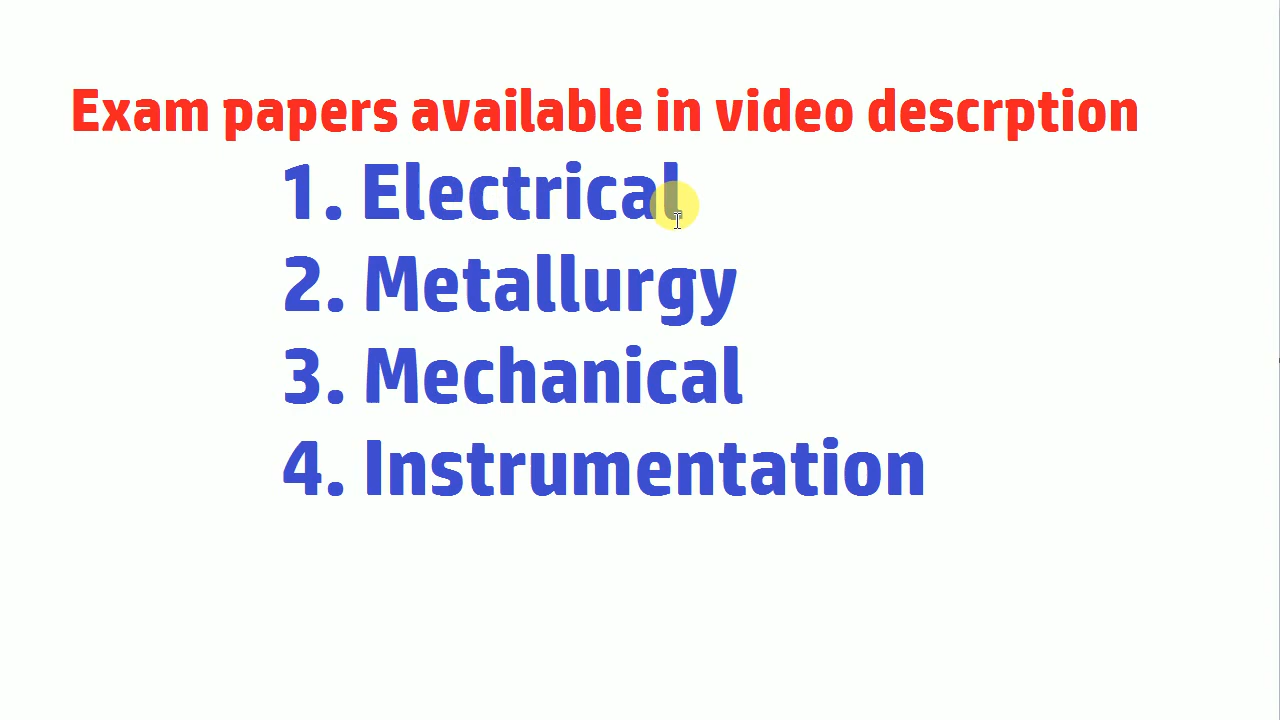 Exam papers available in video descrption
1. Electrical
2. Metallurgy
3. Mechanical
4. Instrumentation